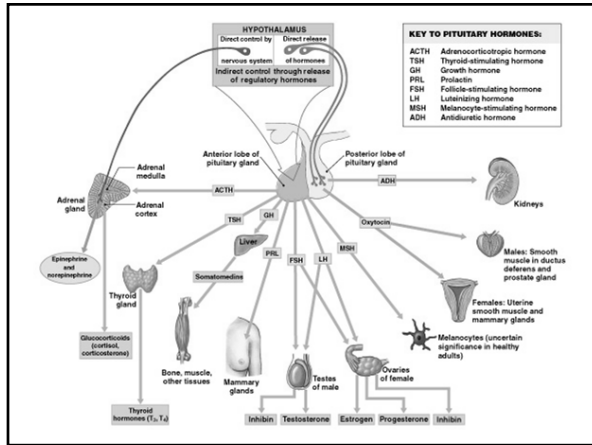 HYPOTHALAMUS
Direct control by
nervous system
Direct release
of hormones
Indirect control through release
of regulatory hormones
KEY TO PITUITARY HORMONES:
ACTH Adrenocorticotropic hormone
TSH Thyroid-stimulating hormone
GH Growth hormone
PRL Prolactin
FSH Follicle-stimulating hormone
LH Luteinizing hormone
MSH Melanocyte-stimulating hormone
ADH Antidiuretic hormone
Anterior lobe of
pituitary gland
Posterior lobe of
pituitary gland
Adrenal
medulla
Adrenal
gland
Adrenal
cortex
ACTH
ADH
Kidneys
TSH
GH
Liver
PRL
FSH
LH
MSH
Oxytocin
Males: Smooth
muscle in ductus
deferens and
prostate gland
Epinephrine
and
norepinephrine
Somatomedins
Thyroid
gland
Females: Uterine
smooth muscle and
mammary glands
Glucocorticoids
(cortisol,
corticosterone)
Bone, muscle,
other tissues
Mammary
glands
Testes
of male
Ovaries
of female
Melanocytes (uncertain
significance in healthy
adults)
Thyroid
hormones (T3, T4)
Inhibin
Testosterone
Estrogen
Progesterone
Inhibin